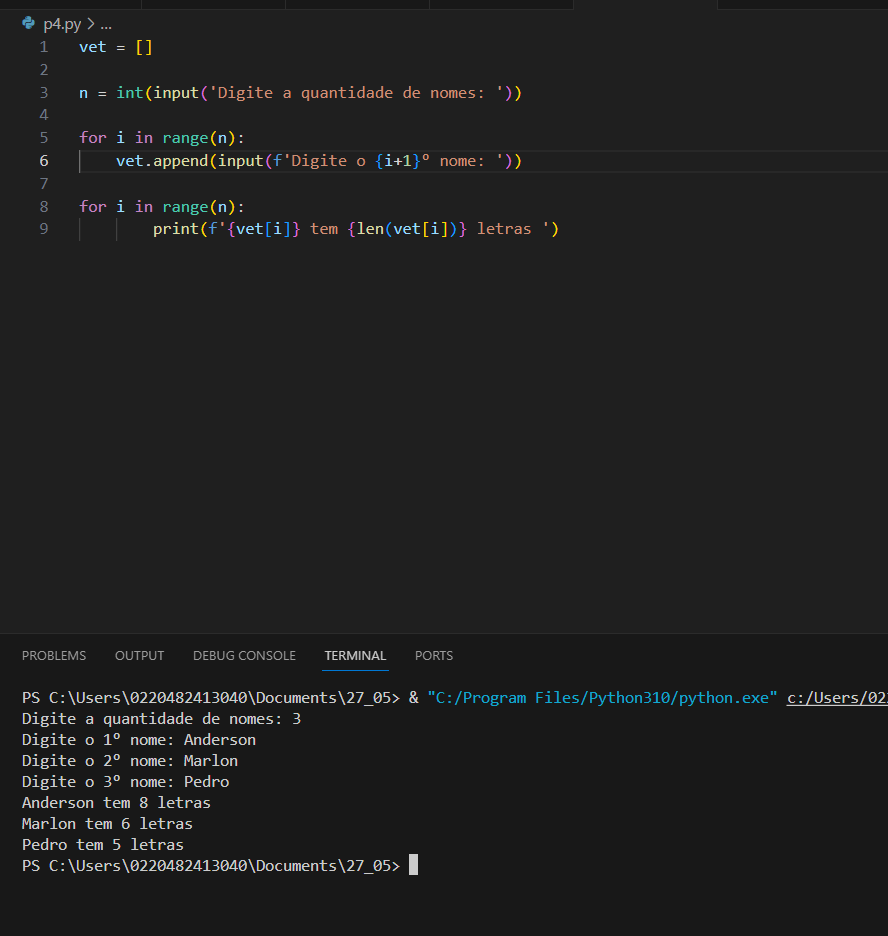 p4.py > ...
1 vet = []
2
3 n = int(input('Digite a quantidade de nomes: '))
4
5 for i in range(n):
6     vet.append(input(f'Digite o {i+1}º nome: '))
7
8 for i in range(n):
9         print(f'{vet[i]} tem {len(vet[i])} letras ')
PROBLEMS OUTPUT DEBUG CONSOLE TERMINAL PORTS
PS C:\Users\0220482413040\Documents\27_05> & "C:/Program Files/Python310/python.exe" c:/Users/022
Digite a quantidade de nomes: 3
Digite o 1º nome: Anderson
Digite o 2º nome: Marlon
Digite o 3º nome: Pedro
Anderson tem 8 letras
Marlon tem 6 letras
Pedro tem 5 letras
PS C:\Users\0220482413040\Documents\27_05>